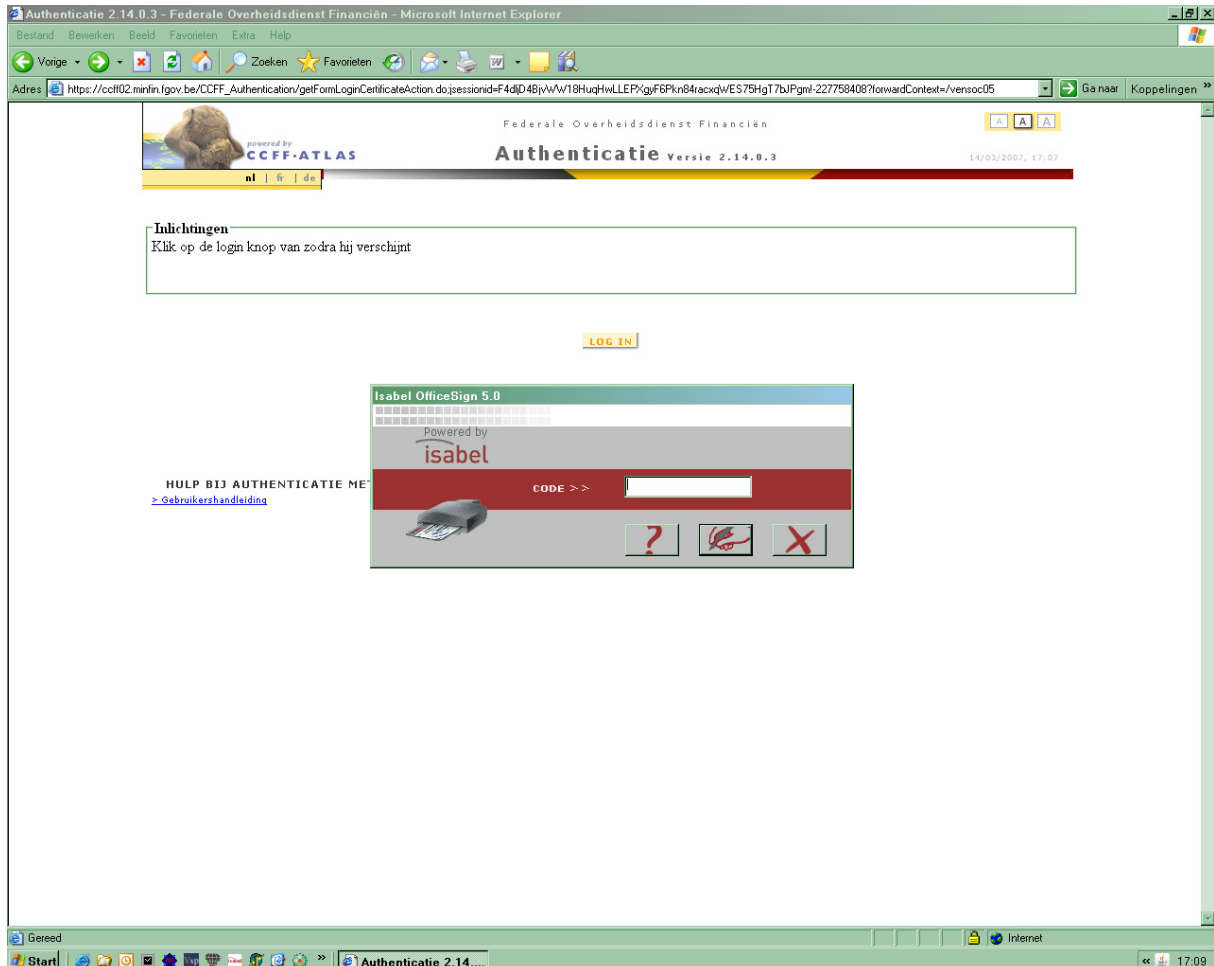 Authenticatie 2.14.0.3 - Federale Overheidsdienst Financiën - Microsoft Internet Explorer
Bestand Bewerken Beeld Favorieten Extra Help
Vorige Zoeken Favorieten
Adres https://ccff02.minfin.fgov.be/CCFF_Authentication/getFormLoginCertificateAction.do;jsessionid=F4dljD4BjvWW18HuqHwLLEPXgyF6Pkn84racxqWES75HgT7bJPgml-227758408?forwardContext=/vensoc05 Ga naar Koppelingen »
Federale Overheidsdienst Financiën A A A
powered by
CCFF·ATLAS
Authenticatie Versie 2.14.0.3
14/03/2007, 17:07
nl | fr | de
Inlichtingen
Klik op de login knop van zodra hij verschijnt
LOG IN
Isabel OfficeSign 5.0
Powered by
isabel
HULP BIJ AUTHENTICATIE MET
CODE >>
> Gebruikershandleiding
?
Gereed Internet
Start » Authenticatie 2.14.... « 17:09